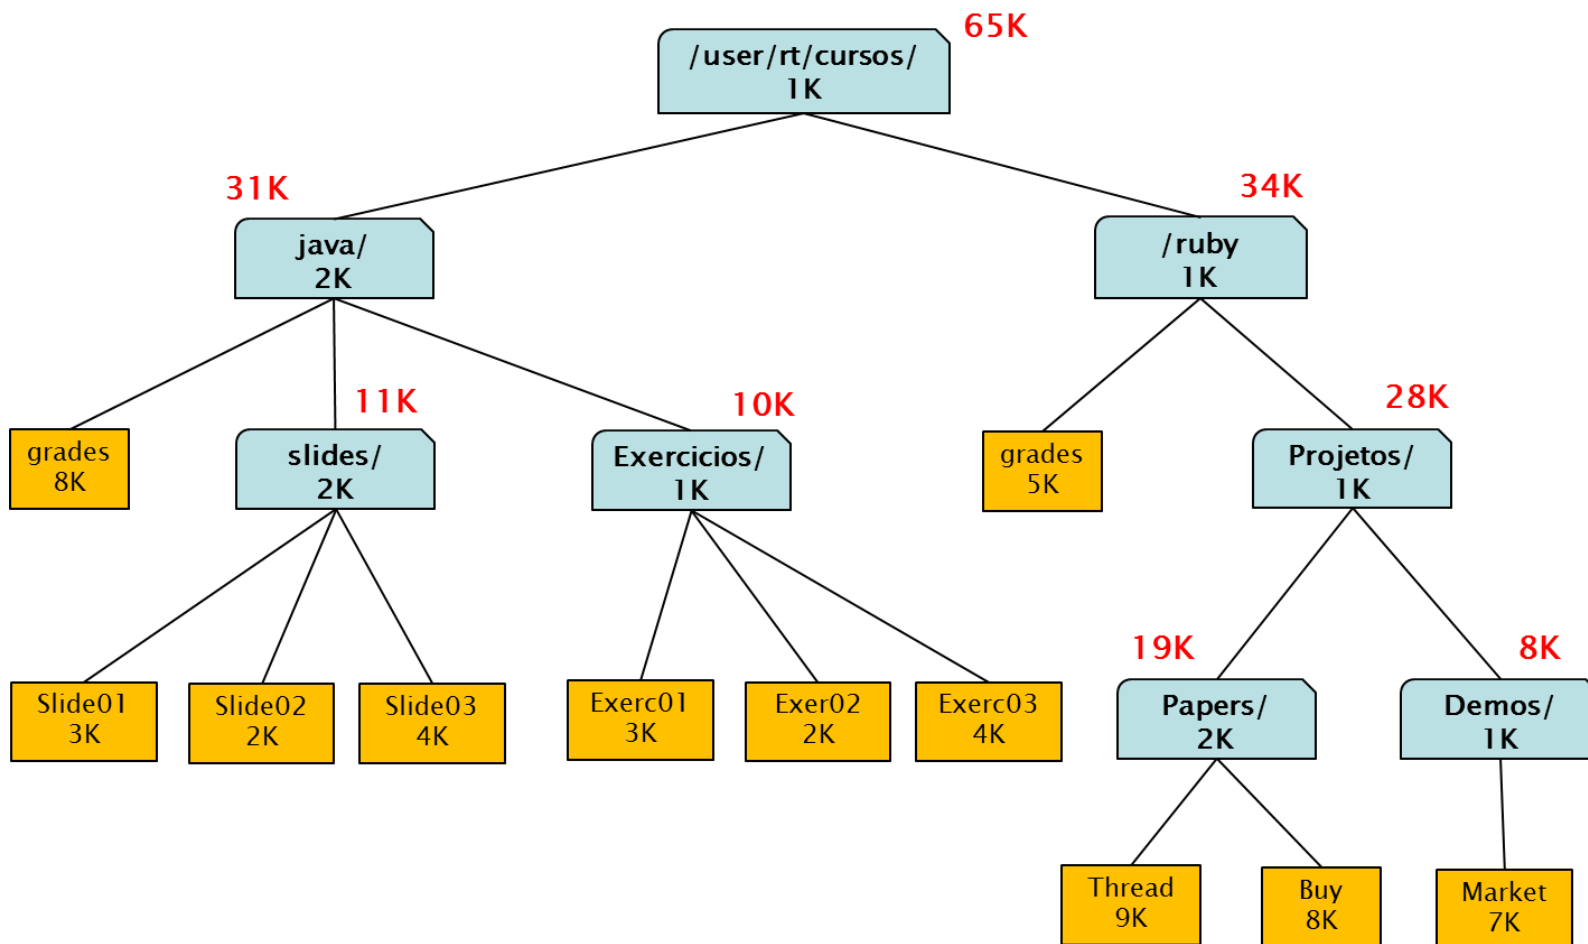 65K
/user/rt/cursos/
1K
31K
34K
java/
2K
/ruby
1K
11K
10K
28K
grades
8K
slides/
2K
Exercicios/
1K
grades
5K
Projetos/
1K
19K
8K
Slide01
3K
Slide02
2K
Slide03
4K
Exerc01
3K
Exer02
2K
Exerc03
4K
Papers/
2K
Demos/
1K
Thread
9K
Buy
8K
Market
7K